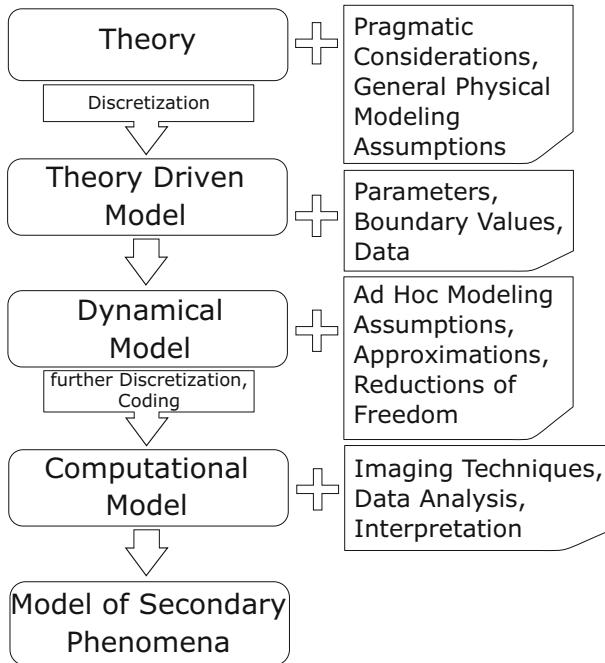 Theory
Pragmatic
Considerations,
General Physical
Modeling
Assumptions
Discretization
Theory Driven
Model
Parameters,
Boundary Values,
Data
Dynamical
Model
Ad Hoc Modeling
Assumptions,
Approximations,
Reductions of
Freedom
further Discretization,
Coding
Computational
Model
Imaging Techniques,
Data Analysis,
Interpretation
Model of Secondary
Phenomena